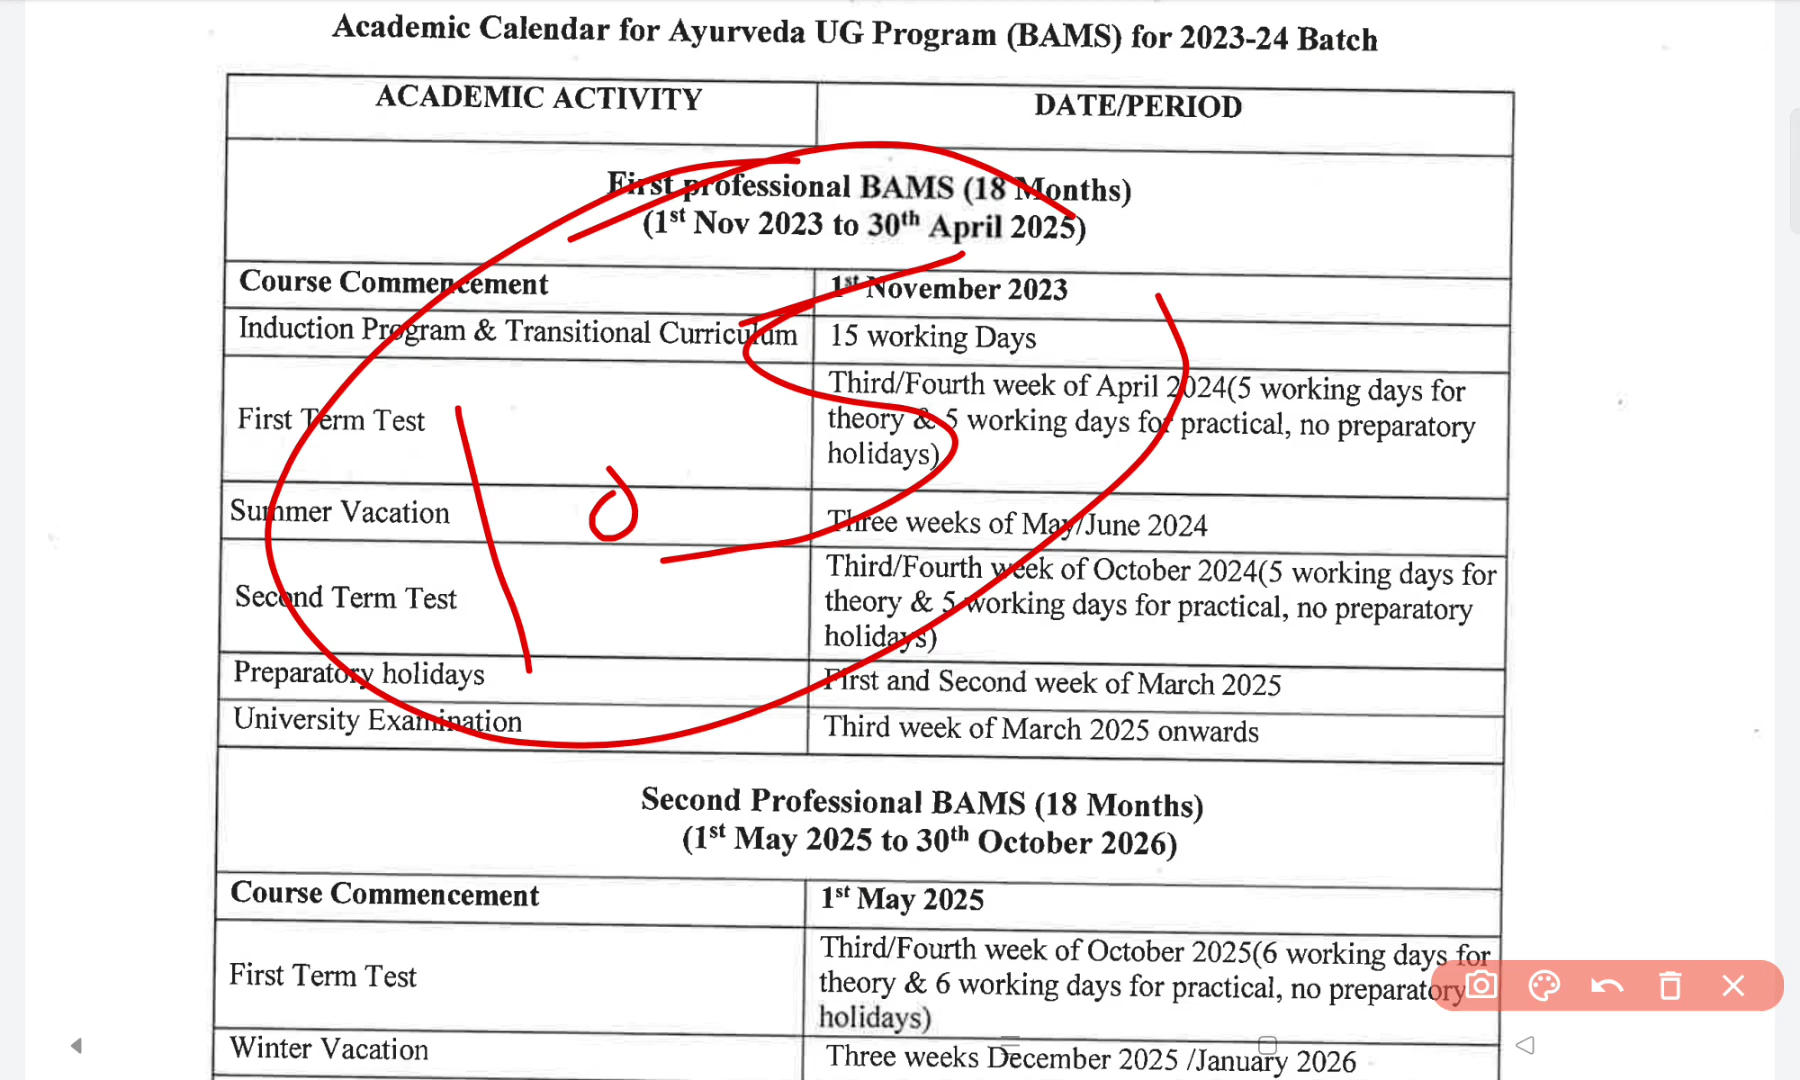 Academic Calendar for Ayurveda UG Program (BAMS) for 2023-24 Batch
ACADEMIC ACTIVITY
DATE/PERIOD
First professional BAMS (18 Months)
(1st Nov 2023 to 30th April 2025)
Course Commencement
1st November 2023
Induction Program & Transitional Curriculum
15 working Days
First Term Test
Third/Fourth week of April 2024(5 working days for
theory & 5 working days for practical, no preparatory
holidays)
Summer Vacation
Three weeks of May/June 2024
Second Term Test
Third/Fourth week of October 2024(5 working days for
theory & 5 working days for practical, no preparatory
holidays)
Preparatory holidays
First and Second week of March 2025
University Examination
Third week of March 2025 onwards
Second Professional BAMS (18 Months)
(1st May 2025 to 30th October 2026)
Course Commencement
1st May 2025
First Term Test
Third/Fourth week of October 2025(6 working days for
theory & 6 working days for practical, no preparatory
holidays)
Winter Vacation
Three weeks December 2025 /January 2026